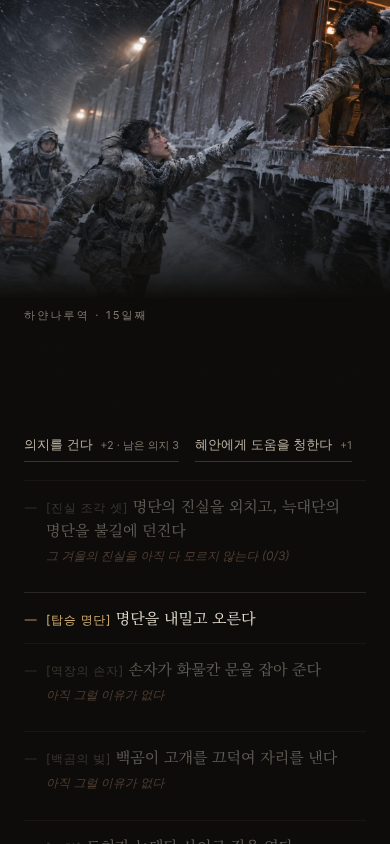 하얀나루역 · 15일째
의지를 건다 +2 · 남은 의지 3 혜안에게 도움을 청한다 +1
— [진실 조각 셋] 명단의 진실을 외치고, 늑대단의
명단을 불길에 던진다
그 겨울의 진실을 아직 다 모르지 않는다 (0/3)
— [탑승 명단] 명단을 내밀고 오른다
— [역장의 손자] 손자가 화물칸 문을 잡아 준다
아직 그럴 이유가 없다
— [백곰의 빚] 백곰이 고개를 끄덕여 자리를 낸다
아직 그럴 이유가 없다